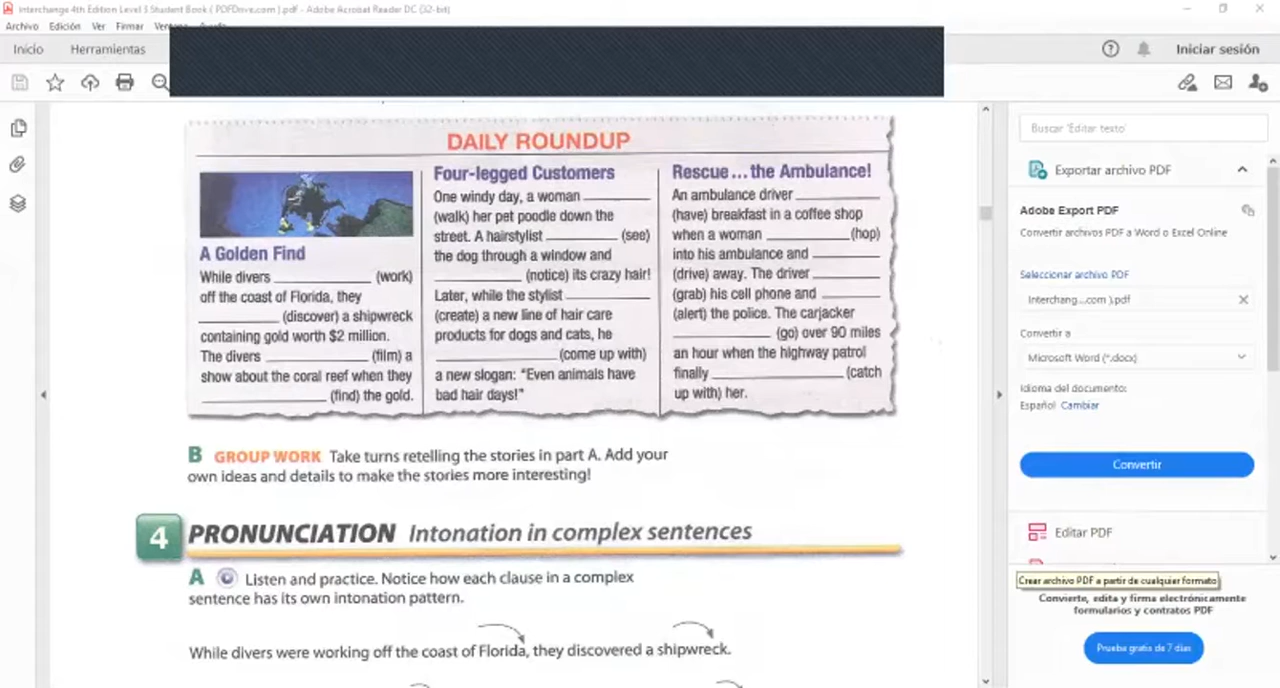 Interchange 4th Edition Level 3 Student Book ( PDFDrive.com ).pdf - Adobe Acrobat Reader DC (32-bit)
Archivo Edición Ver Firmar
Inicio Herramientas
Iniciar sesión
DAILY ROUNDUP
A Golden Find
While divers ____________ (work)
off the coast of Florida, they
____________ (discover) a shipwreck
containing gold worth $2 million.
The divers ____________ (film) a
show about the coral reef when they
____________ (find) the gold.
Four-legged Customers
One windy day, a woman ____________
(walk) her pet poodle down the
street. A hairstylist ____________ (see)
the dog through a window and
____________ (notice) its crazy hair!
Later, while the stylist ____________
(create) a new line of hair care
products for dogs and cats, he
____________ (come up with)
a new slogan: “Even animals have
bad hair days!”
Rescue ... the Ambulance!
An ambulance driver ____________
(have) breakfast in a coffee shop
when a woman ____________ (hop)
into his ambulance and ____________
(drive) away. The driver ____________
(grab) his cell phone and ____________
(alert) the police. The carjacker
____________ (go) over 90 miles
an hour when the highway patrol
finally ____________ (catch
up with) her.
B GROUP WORK Take turns retelling the stories in part A. Add your
own ideas and details to make the stories more interesting!
4 PRONUNCIATION Intonation in complex sentences
A Listen and practice. Notice how each clause in a complex
sentence has its own intonation pattern.
While divers were working off the coast of Florida, they discovered a shipwreck.
Buscar 'Editar texto'
Exportar archivo PDF
Adobe Export PDF
Convertir archivos PDF a Word o Excel Online
Seleccionar archivo PDF
Interchang...com ).pdf
Convertir a
Microsoft Word (*.docx)
Idioma del documento:
Español Cambiar
Convertir
Editar PDF
Crear archivo PDF a partir de cualquier formato
Convierte, edita y firma electrónicamente
formularios y contratos PDF
Prueba gratis de 7 días